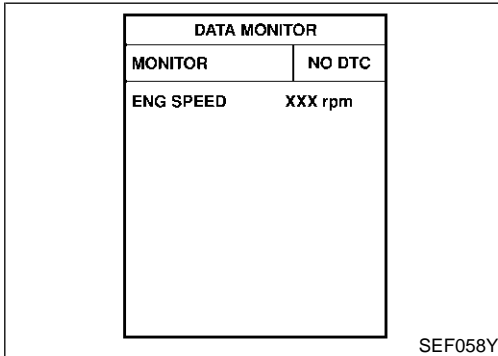 DATA MONITOR
MONITOR NO DTC
ENG SPEED XXX rpm
SEF058Y